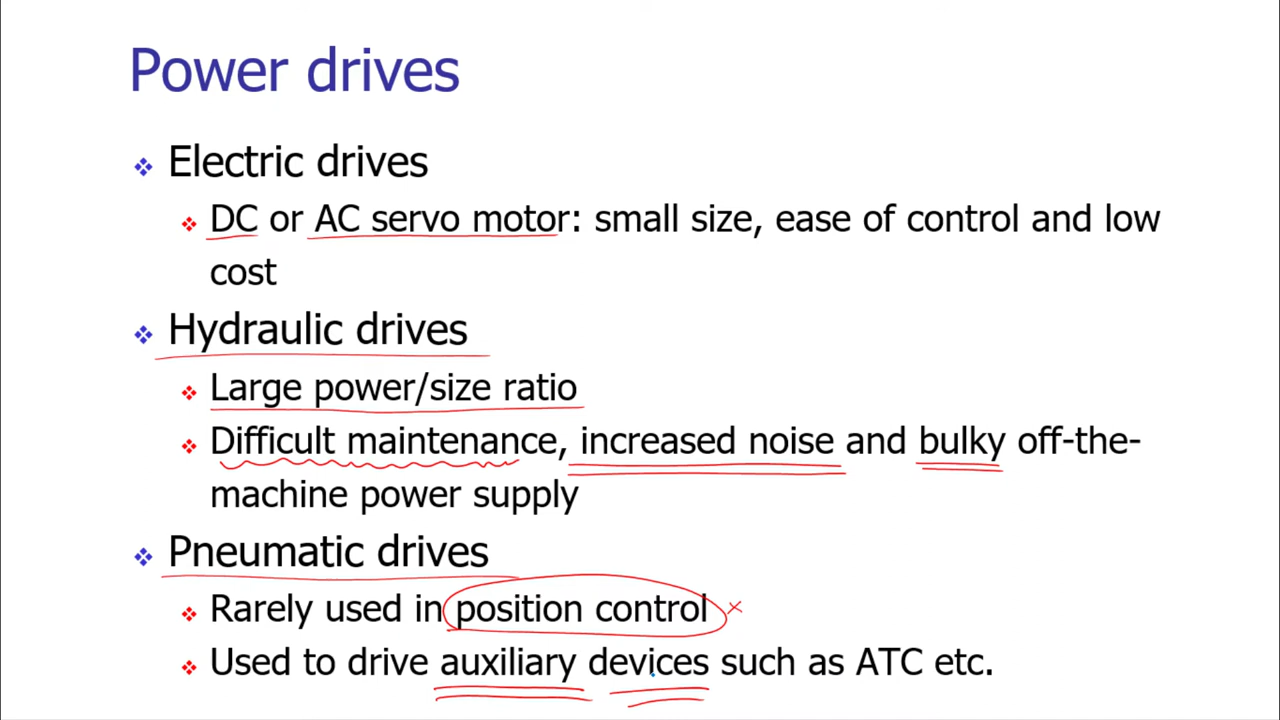 Power drives
Electric drives
DC or AC servo motor: small size, ease of control and low
cost
Hydraulic drives
Large power/size ratio
Difficult maintenance, increased noise and bulky off-the-
machine power supply
Pneumatic drives
Rarely used in position control
Used to drive auxiliary devices such as ATC etc.